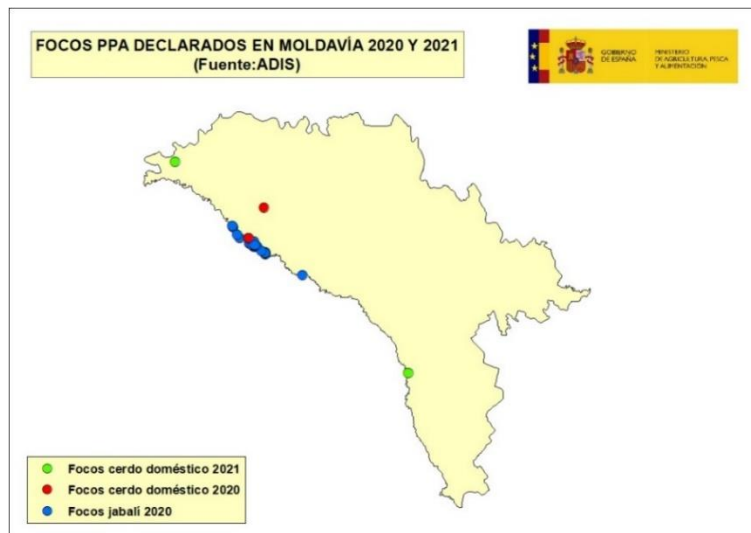 FOCOS PPA DECLARADOS EN MOLDAVÍA 2020 Y 2021
(Fuente:ADIS)
GOBIERNO
DE ESPAÑA
MINISTERIO
DE AGRICULTURA, PESCA
Y ALIMENTACIÓN
Focos cerdo doméstico 2021
Focos cerdo doméstico 2020
Focos jabalí 2020